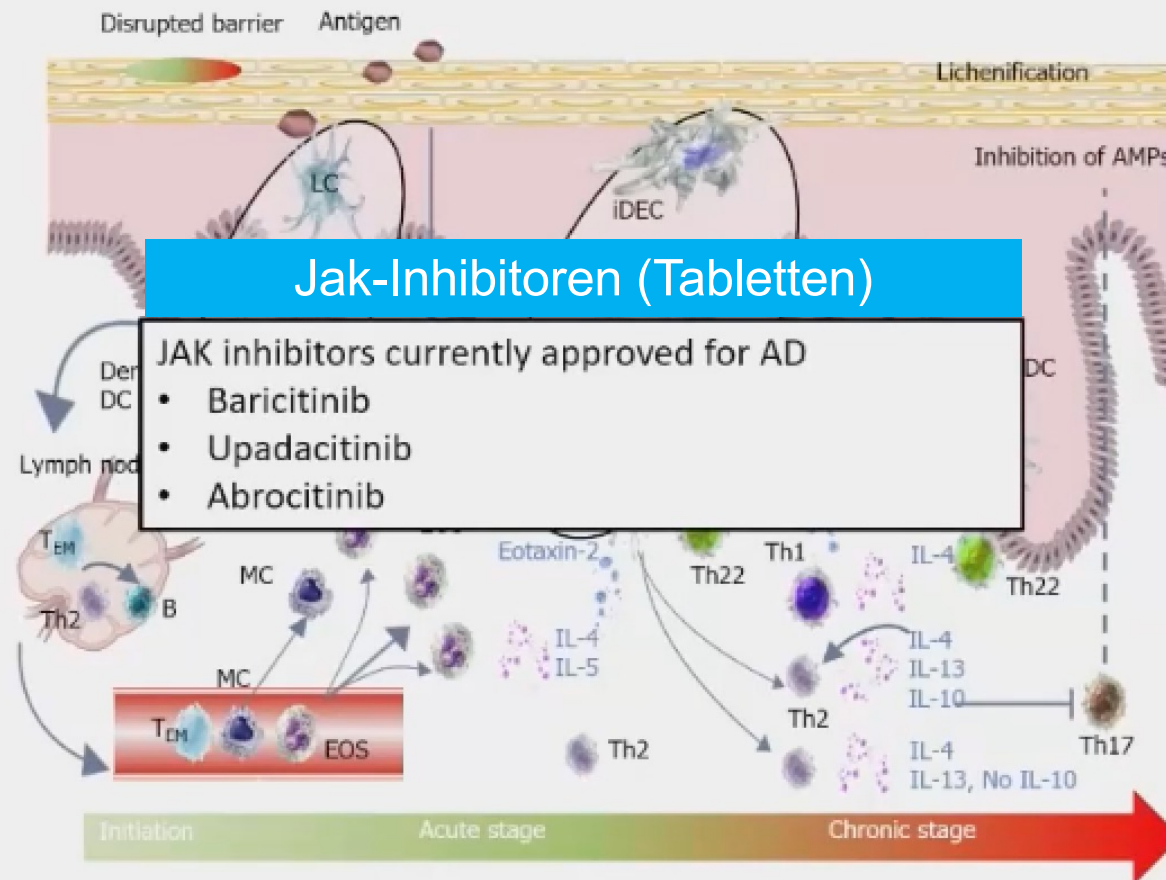 Disrupted barrier
Antigen
Lichenification
Inhibition of AMPs
LC
iDEC
Jak-Inhibitoren (Tabletten)
JAK inhibitors currently approved for AD
• Baricitinib
• Upadacitinib
• Abrocitinib
DC
DC
Lymph nod
TEM
Th2
B
MC
Eotaxin-2
Th22
Th1
IL-4
Th22
IL-4
IL-5
IL-4
IL-13
IL-10
Th2
Th17
MC
TEM
EOS
Th2
IL-4
IL-13, No IL-10
Initiation
Acute stage
Chronic stage